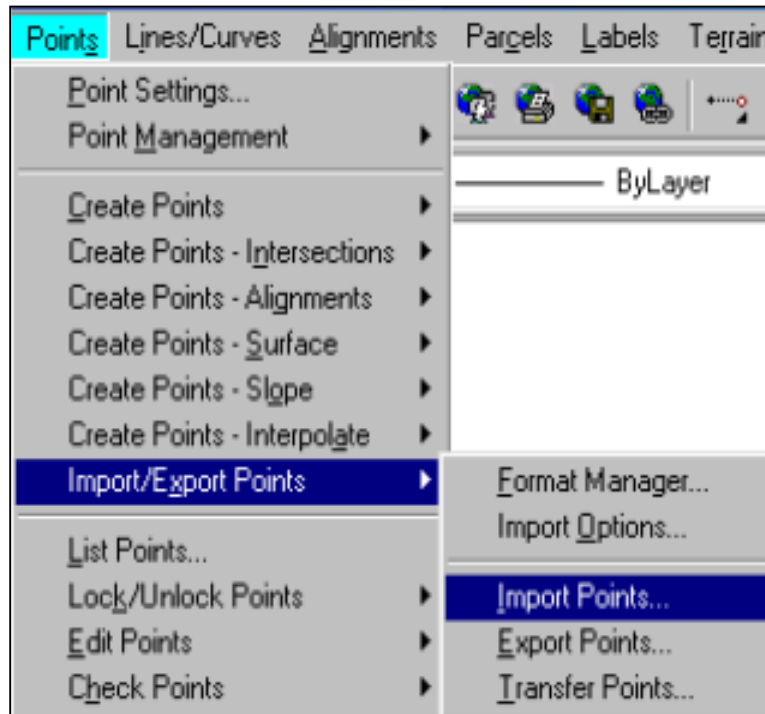 Points Lines/Curves Alignments Parcels Labels Terrain
Point Settings...
Point Management
ByLayer
Create Points
Create Points - Intersections
Create Points - Alignments
Create Points - Surface
Create Points - Slope
Create Points - Interpolate
Import/Export Points
Format Manager...
Import Options...
List Points...
Lock/Unlock Points
Import Points...
Edit Points
Export Points...
Check Points
Transfer Points...